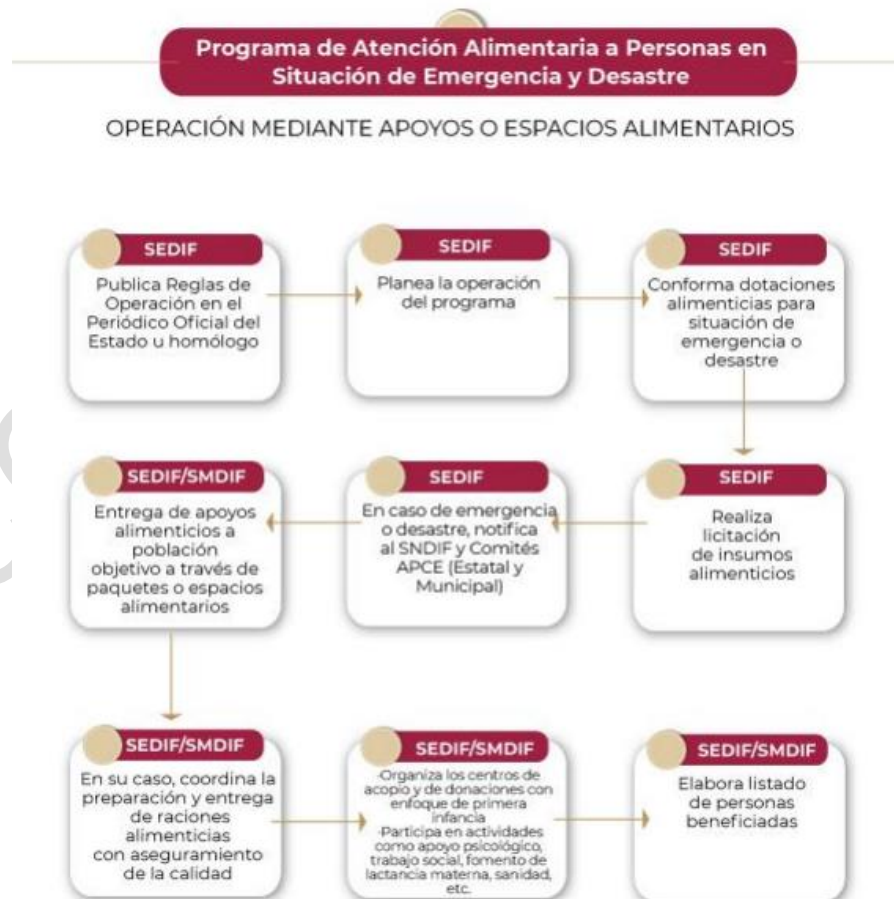 Programa de Atención Alimentaria a Personas en
Situación de Emergencia y Desastre
OPERACIÓN MEDIANTE APOYOS O ESPACIOS ALIMENTARIOS
SEDIF
Publica Reglas de
Operación en el
Periódico Oficial del
Estado u homólogo
SEDIF
Planea la operación
del programa
SEDIF
Conforma dotaciones
alimenticias para
situación de
emergencia o
desastre
SEDIF
Realiza
licitación
de insumos
alimenticios
SEDIF
En caso de emergencia
o desastre, notifica
al SNDIF y Comités
APCE (Estatal y
Municipal)
SEDIF/SMDIF
Entrega de apoyos
alimenticios a
población
objetivo a través de
paquetes o espacios
alimentarios
SEDIF/SMDIF
En su caso, coordina la
preparación y entrega
de raciones
alimenticias
con aseguramiento
de la calidad
SEDIF/SMDIF
·Organiza los centros de
acopio y de donaciones con
enfoque de primera
infancia
·Participa en actividades
como apoyo psicológico,
trabajo social, fomento de
lactancia materna, sanidad,
etc.
SEDIF/SMDIF
Elabora listado
de personas
beneficiadas